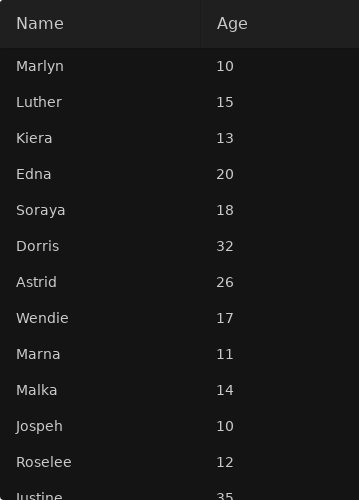 Name Age
Marlyn 10
Luther 15
Kiera 13
Edna 20
Soraya 18
Dorris 32
Astrid 26
Wendie 17
Marna 11
Malka 14
Jospeh 10
Roselee 12
Justine 35